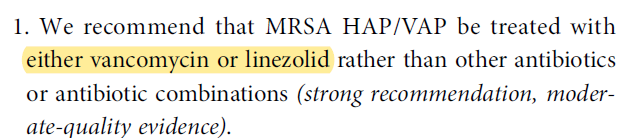 1. We recommend that MRSA HAP/VAP be treated with
either vancomycin or linezolid rather than other antibiotics
or antibiotic combinations (strong recommendation, moder-
ate-quality evidence).